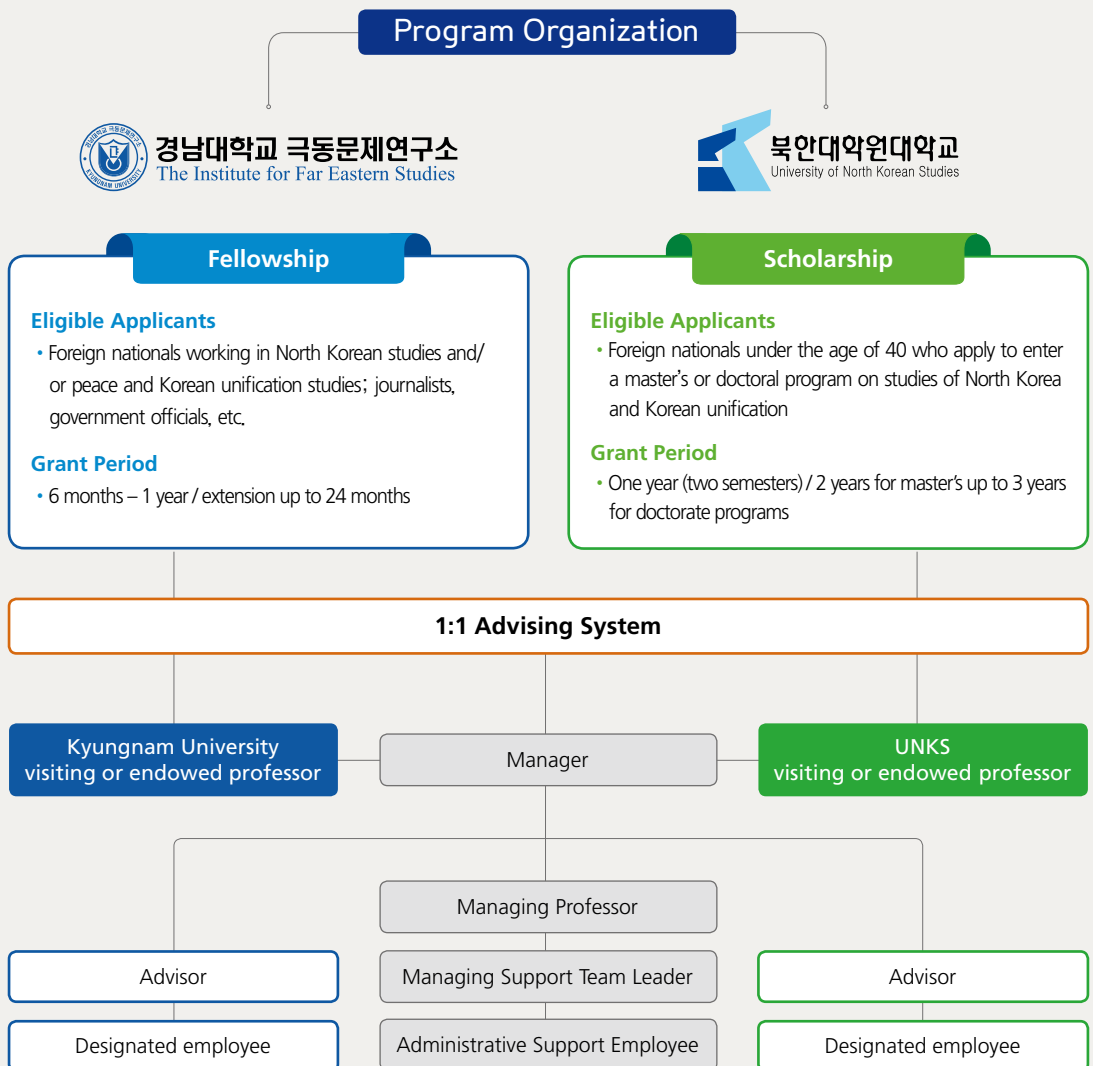 Program Organization
경남대학교 극동문제연구소
The Institute for Far Eastern Studies
KYUNGNAM UNIVERSITY
북한대학원대학교
University of North Korean Studies
Fellowship
Eligible Applicants
• Foreign nationals working in North Korean studies and/
or peace and Korean unification studies; journalists,
government officials, etc.
Grant Period
• 6 months – 1 year / extension up to 24 months
Scholarship
Eligible Applicants
• Foreign nationals under the age of 40 who apply to enter
a master's or doctoral program on studies of North Korea
and Korean unification
Grant Period
• One year (two semesters) / 2 years for master's up to 3 years
for doctorate programs
1:1 Advising System
Kyungnam University
visiting or endowed professor
Manager
UNKS
visiting or endowed professor
Managing Professor
Advisor
Managing Support Team Leader
Advisor
Designated employee
Administrative Support Employee
Designated employee